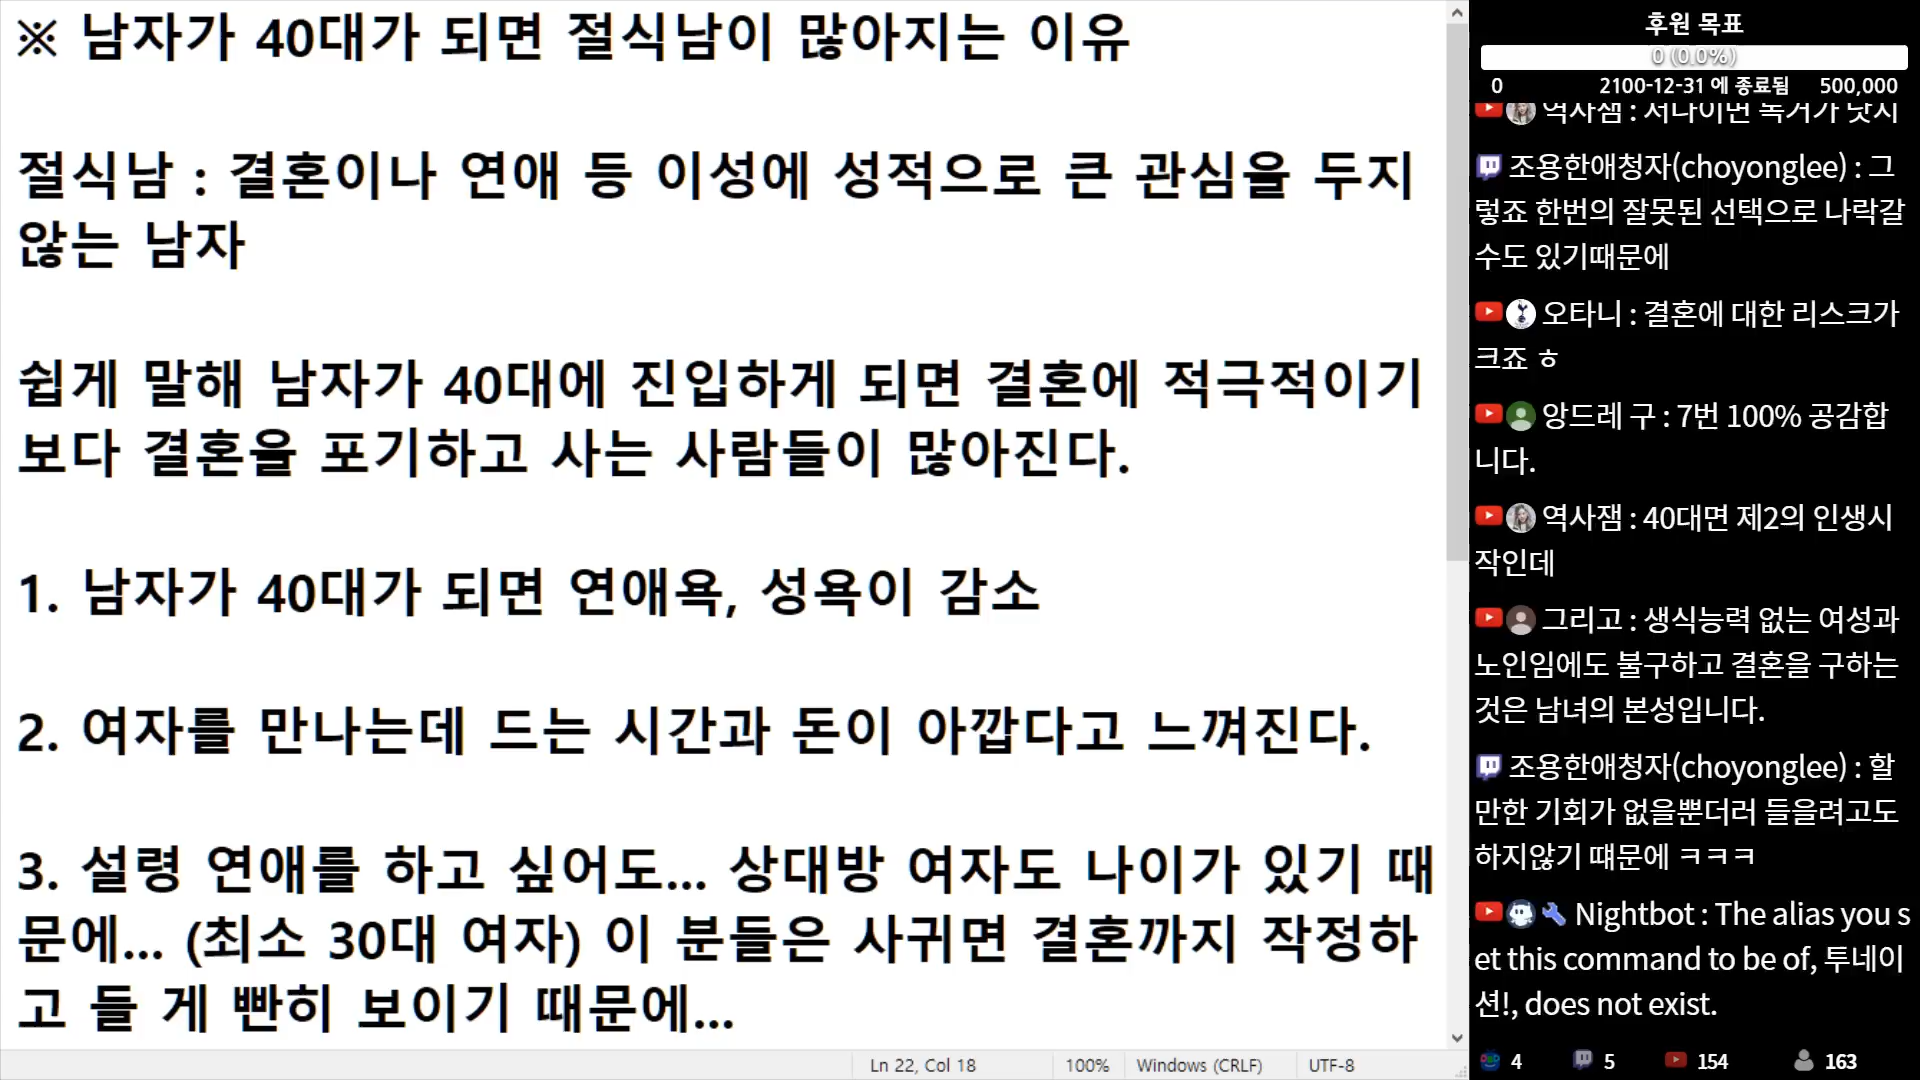 ※ 남자가 40대가 되면 절식남이 많아지는 이유
절식남 : 결혼이나 연애 등 이성에 성적으로 큰 관심을 두지
않는 남자
쉽게 말해 남자가 40대에 진입하게 되면 결혼에 적극적이기
보다 결혼을 포기하고 사는 사람들이 많아진다.
1. 남자가 40대가 되면 연애욕, 성욕이 감소
2. 여자를 만나는데 드는 시간과 돈이 아깝다고 느껴진다.
3. 설령 연애를 하고 싶어도... 상대방 여자도 나이가 있기 때
문에... (최소 30대 여자) 이 분들은 사귀면 결혼까지 작정하
고 들 게 빤히 보이기 때문에...
Ln 22, Col 18
100%
Windows (CRLF)
UTF-8
후원 목표
0 (0.0%)
0 2100-12-31 에 종료됨 500,000
역사잼 :
조용한애청자(choyonglee) : 그
렇죠 한번의 잘못된 선택으로 나락갈
수도 있기때문에
오타니 : 결혼에 대한 리스크가
크죠 ㅎ
앙드레 구 : 7번 100% 공감합
니다.
역사잼 : 40대면 제2의 인생시
작인데
그리고 : 생식능력 없는 여성과
노인임에도 불구하고 결혼을 구하는
것은 남녀의 본성입니다.
조용한애청자(choyonglee) : 할
만한 기회가 없을뿐더러 들을려고도
하지않기 떄문에 ㅋㅋㅋ
Nightbot : The alias you s
et this command to be of, 투네이
션!, does not exist.
4 5 154 163